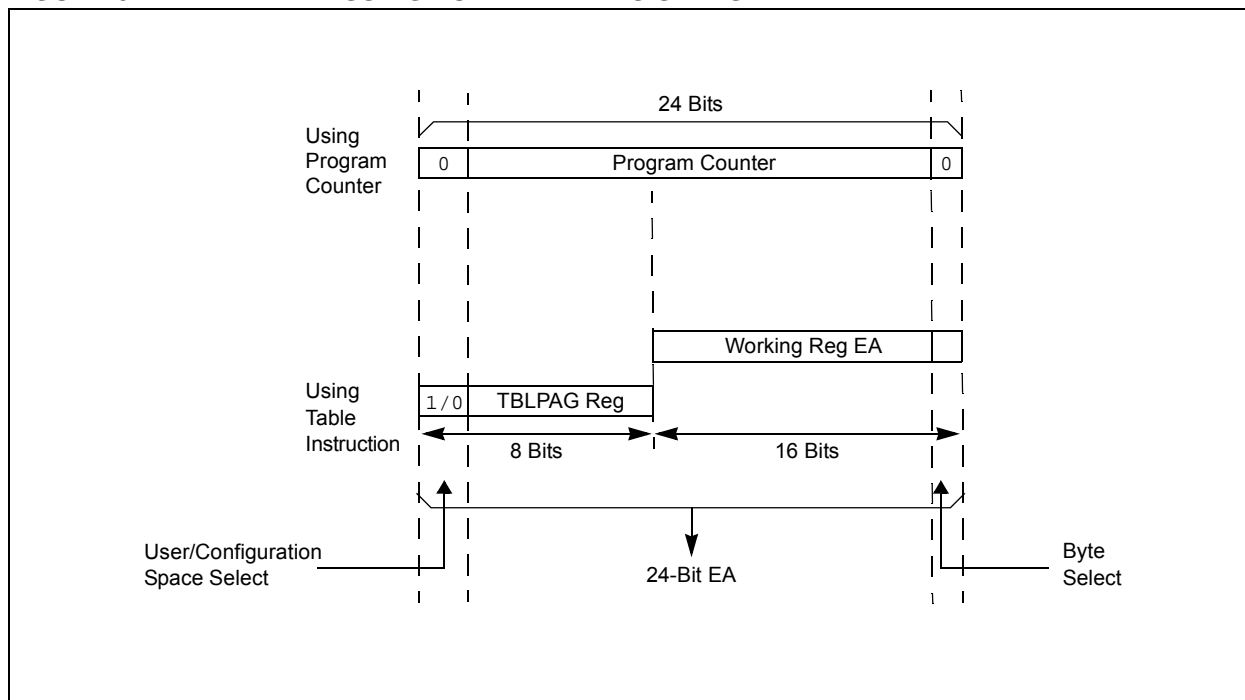 24 Bits
Using
Program
Counter
0
Program Counter
0
Working Reg EA
Using
Table
Instruction
1/0
TBLPAG Reg
8 Bits
16 Bits
User/Configuration
Space Select
24-Bit EA
Byte
Select